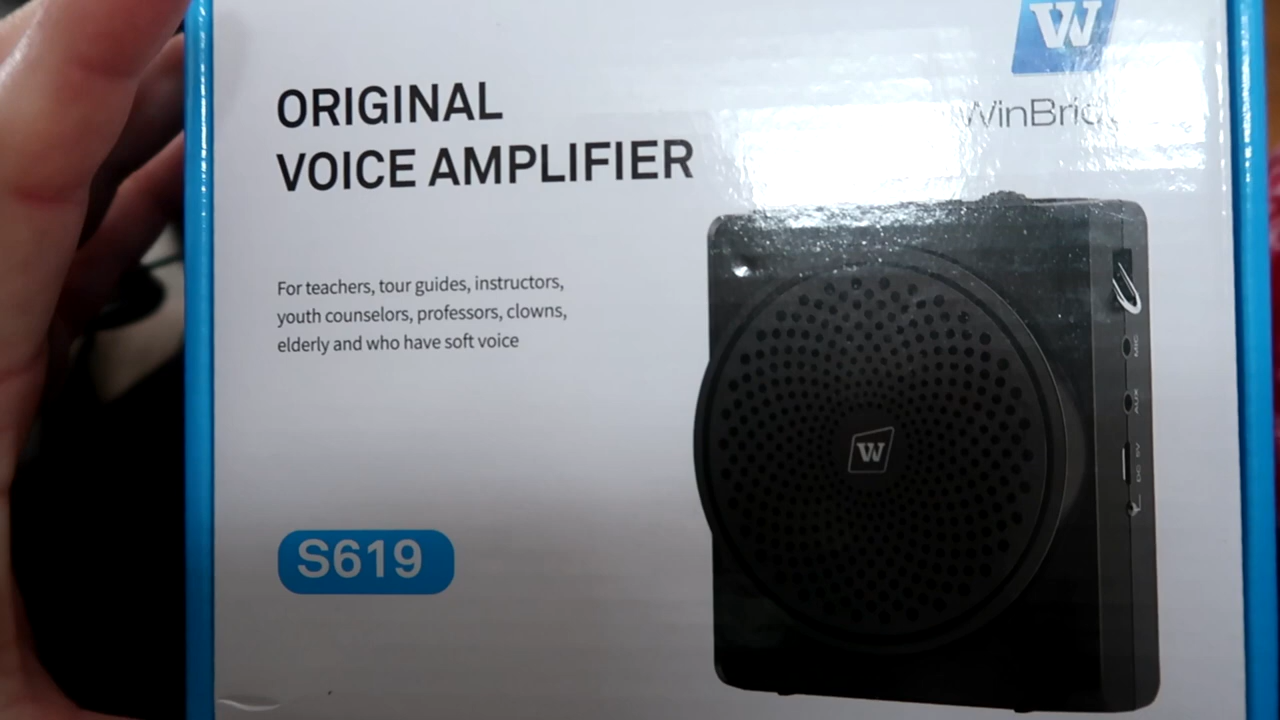 W
ORIGINAL
VOICE AMPLIFIER
For teachers, tour guides, instructors,
youth counselors, professors, clowns,
elderly and who have soft voice
S619
W
MIC
AUX
DC 5V